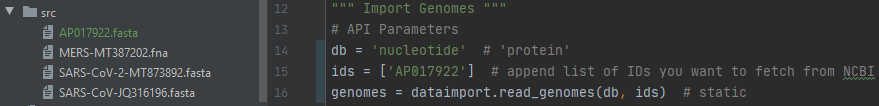 src
AP017922.fasta
MERS-MT387202.fna
SARS-CoV-2-MT873892.fasta
SARS-CoV-JQ316196.fasta
12 """ Import Genomes """
13 # API Parameters
14 db = 'nucleotide'  # 'protein'
15 ids = ['AP017922']  # append list of IDs you want to fetch from NCBI
16 genomes = dataimport.read_genomes(db, ids)  # static